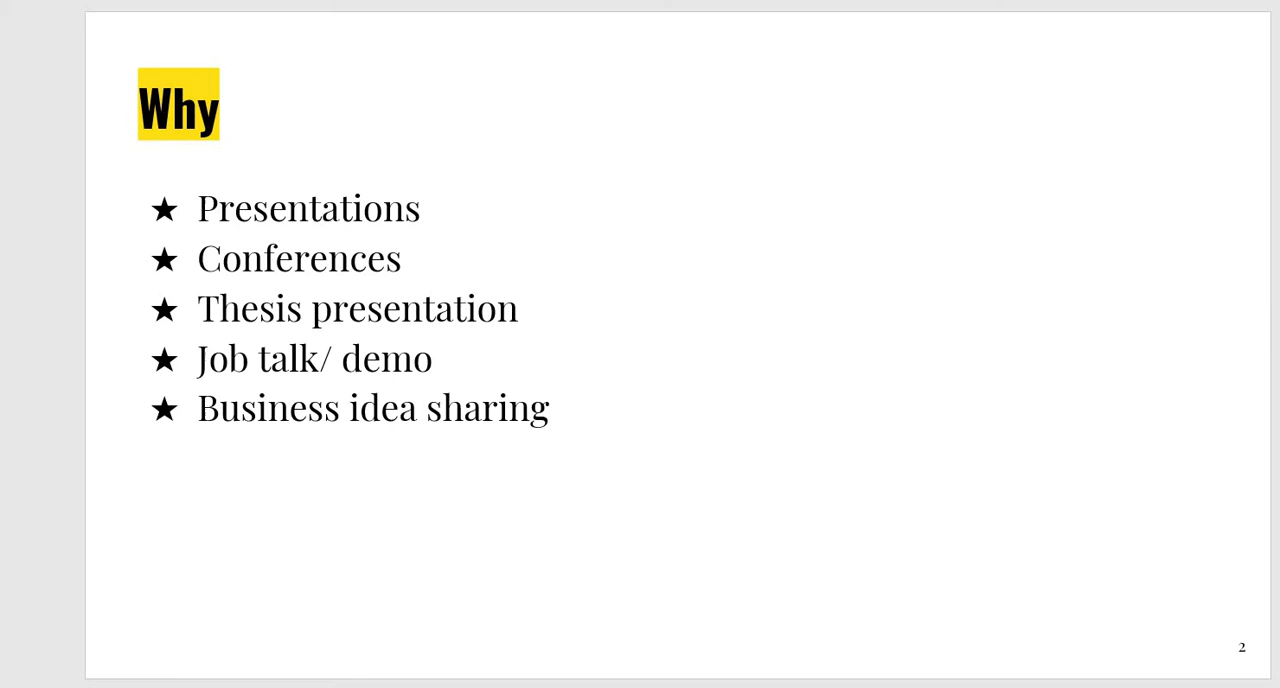 Why
★ Presentations
★ Conferences
★ Thesis presentation
★ Job talk/ demo
★ Business idea sharing
2